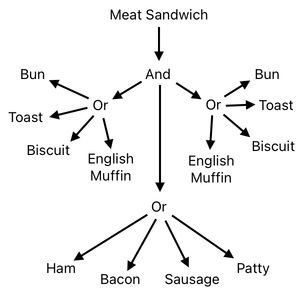 Meat Sandwich
And
Bun
Or
Toast
Biscuit
English
Muffin
Or
Bun
Toast
Biscuit
English
Muffin
Or
Ham
Bacon
Sausage
Patty